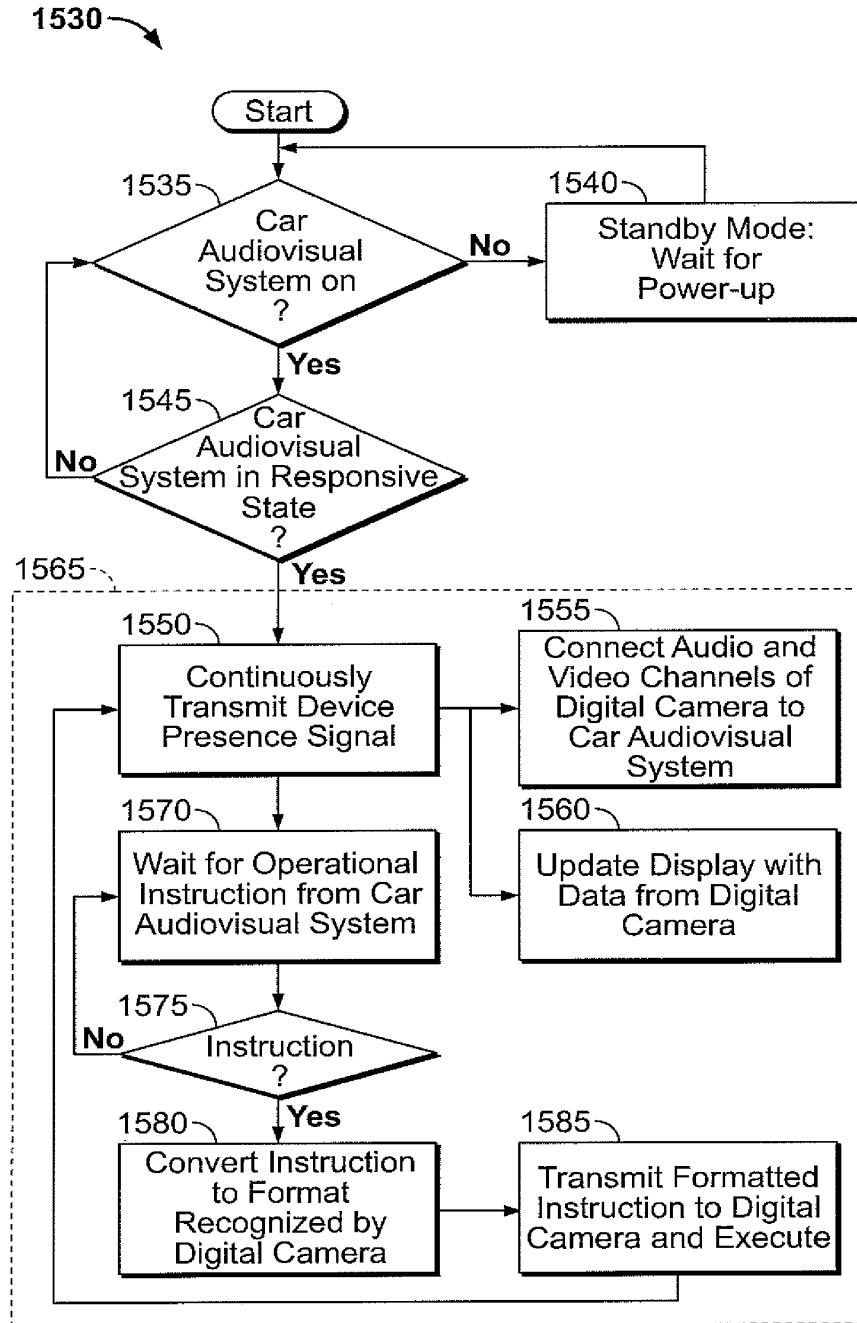 1530
Start
1535
Car
Audiovisual
System on
?
No
1540
Standby Mode:
Wait for
Power-up
Yes
1545
Car
Audiovisual
System in Responsive
State
?
No
Yes
1565
1550
Continuously
Transmit Device
Presence Signal
1555
Connect Audio and
Video Channels of
Digital Camera to
Car Audiovisual
System
1570
Wait for Operational
Instruction from Car
Audiovisual System
1560
Update Display with
Data from Digital
Camera
1575
Instruction
?
No
Yes
1580
Convert Instruction
to Format
Recognized by
Digital Camera
1585
Transmit Formatted
Instruction to Digital
Camera and Execute